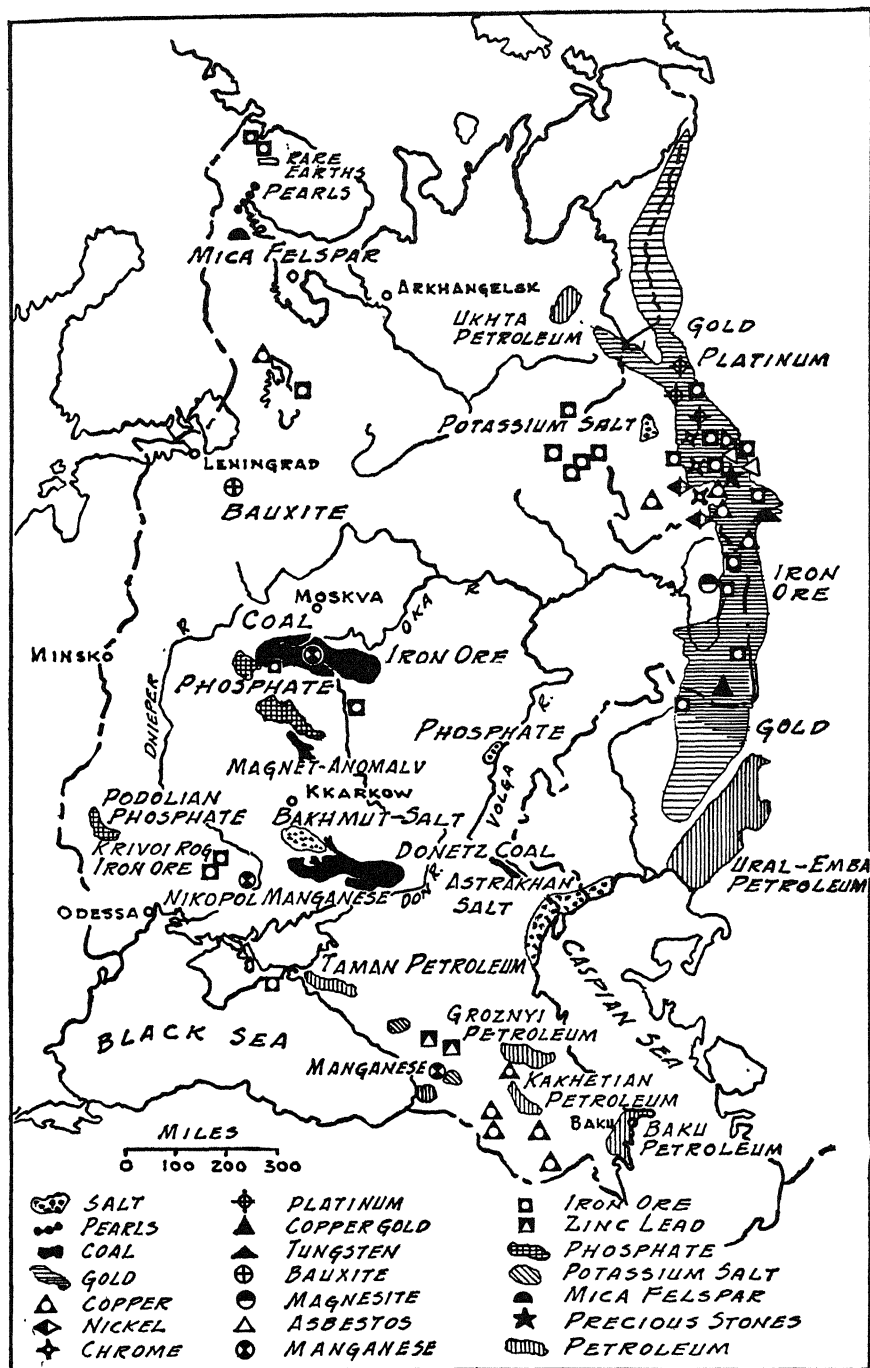 RARE
EARTHS
PEARLS
MICA FELSPAR
ARKHANGELSK
UKHTA
PETROLEUM
GOLD
PLATINUM
POTASSIUM SALT
LENINGRAD
BAUXITE
IRON
ORE
MOSKVA
COAL
R
OKA
R
MINSK
IRON ORE
PHOSPHATE
DNIEPER
PHOSPHATE
R.
GOLD
MAGNET-ANOMALV
VOLGA
KKARKOW
PODOLIAN
PHOSPHATE
BAKHMUT-SALT
KRIVOI ROG
IRON ORE
DONETZ COAL
URAL-EMBA
PETROLEUM
NIKOPOL MANGANESE
DON R.
ASTRAKHAN
SALT
ODESSA
TAMAN PETROLEUM
CASPIAN SEA
BLACK SEA
GROZNYI
PETROLEUM
MANGANESE
KAKHETIAN
PETROLEUM
BAKU
BAKU
PETROLEUM
MILES
0 100 200 300
SALT
PEARLS
COAL
GOLD
COPPER
NICKEL
CHROME
PLATINUM
COPPER GOLD
TUNGSTEN
BAUXITE
MAGNESITE
ASBESTOS
MANGANESE
IRON ORE
ZINC LEAD
PHOSPHATE
POTASSIUM SALT
MICA FELSPAR
PRECIOUS STONES
PETROLEUM